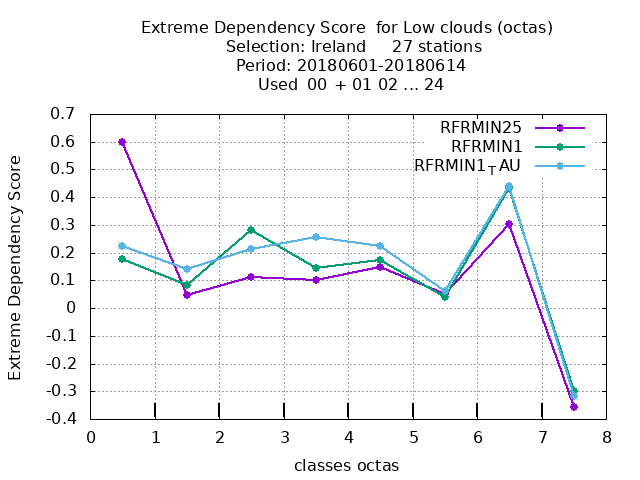 Extreme Dependency Score  for Low clouds (octas)
Selection: Ireland     27 stations
Period: 20180601-20180614
Used  00  + 01 02 ... 24
RFRMIN25
RFRMIN1
RFRMIN1TAU
Extreme Dependency Score
0.7
0.6
0.5
0.4
0.3
0.2
0.1
0
-0.1
-0.2
-0.3
-0.4
0 1 2 3 4 5 6 7 8
classes octas